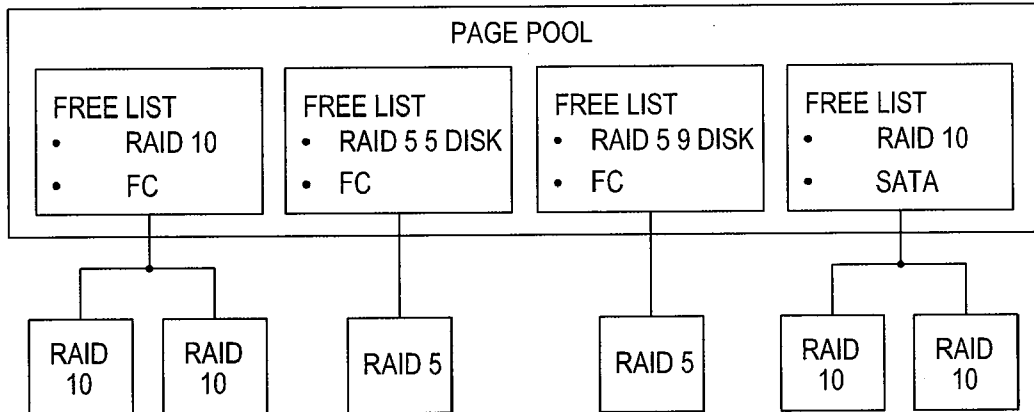 PAGE POOL
FREE LIST
• RAID 10
• FC
FREE LIST
• RAID 5 5 DISK
• FC
FREE LIST
• RAID 5 9 DISK
• FC
FREE LIST
• RAID 10
• SATA
RAID
10
RAID
10
RAID 5
RAID 5
RAID
10
RAID
10